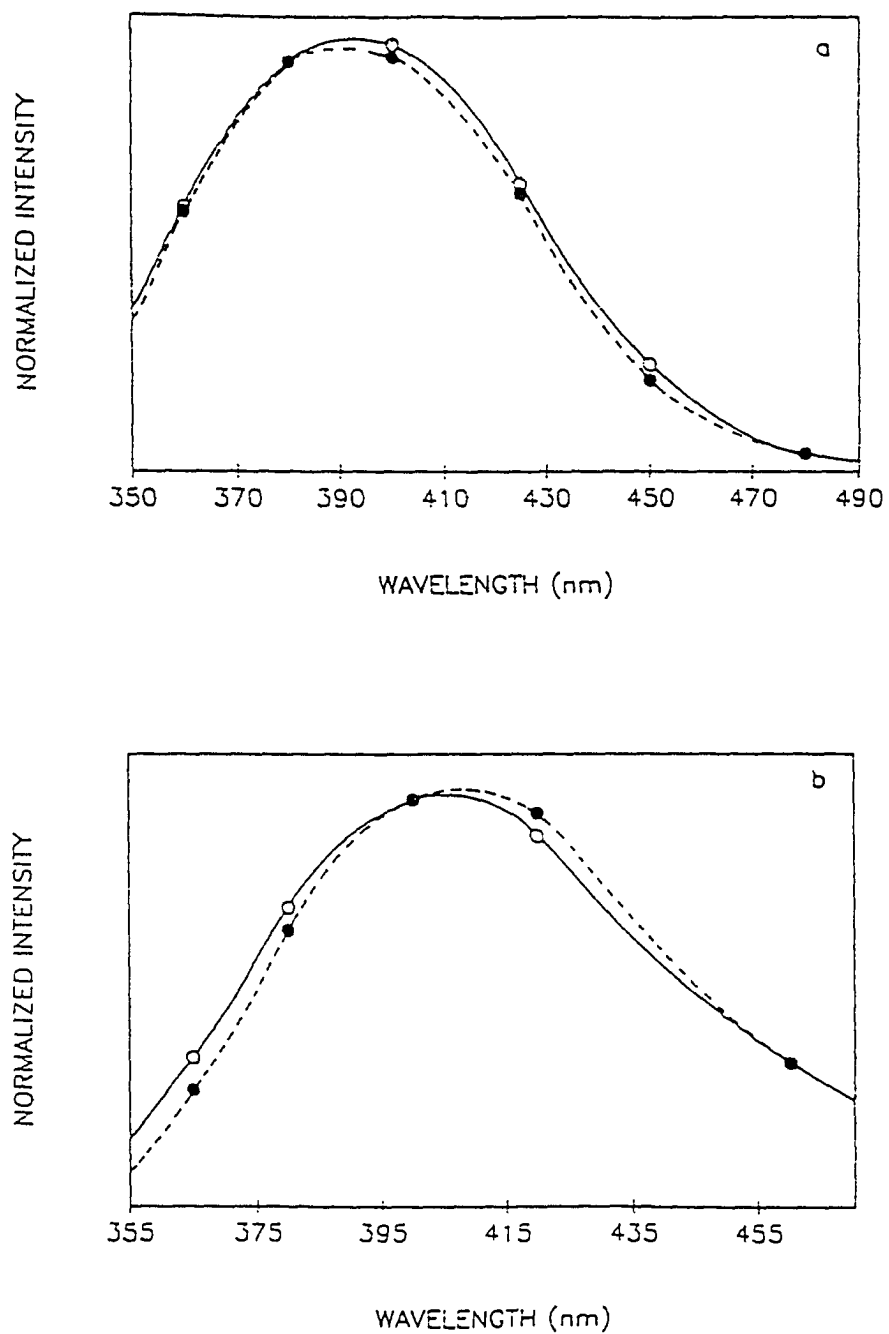 a
NORMALIZED INTENSITY
350 370 390 410 430 450 470 490
WAVELENGTH (nm)
b
NORMALIZED INTENSITY
355 375 395 415 435 455
WAVELENGTH (nm)